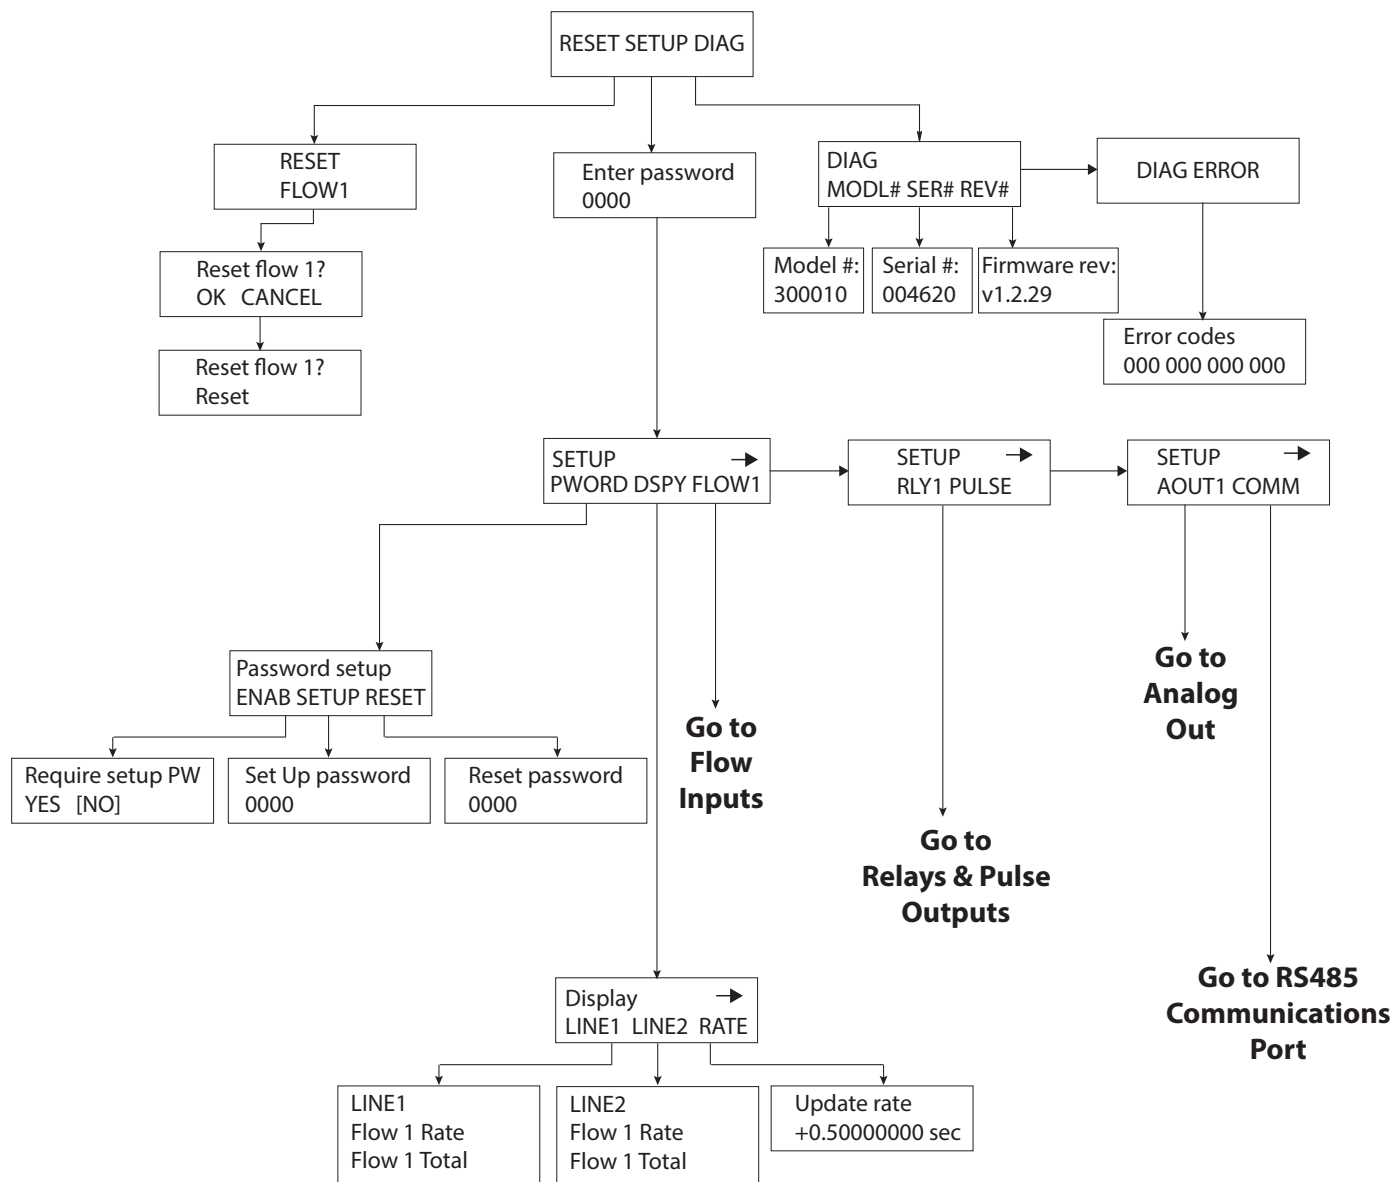 RESET SETUP DIAG
RESET
FLOW1
Enter password
0000
DIAG
MODL# SER# REV#
DIAG ERROR
Reset flow 1?
OK CANCEL
Model #:
300010
Serial #:
004620
Firmware rev:
v1.2.29
Reset flow 1?
Reset
Error codes
000 000 000 000
SETUP
PWORD DSPY FLOW1
SETUP
RLY1 PULSE
SETUP
AOUT1 COMM
Password setup
ENAB SETUP RESET
Go to
Analog
Out
Go to
Flow
Inputs
Require setup PW
YES [NO]
Set Up password
0000
Reset password
0000
Go to
Relays & Pulse
Outputs
Go to RS485
Communications
Port
Display
LINE1 LINE2 RATE
LINE1
Flow 1 Rate
Flow 1 Total
LINE2
Flow 1 Rate
Flow 1 Total
Update rate
+0.50000000 sec